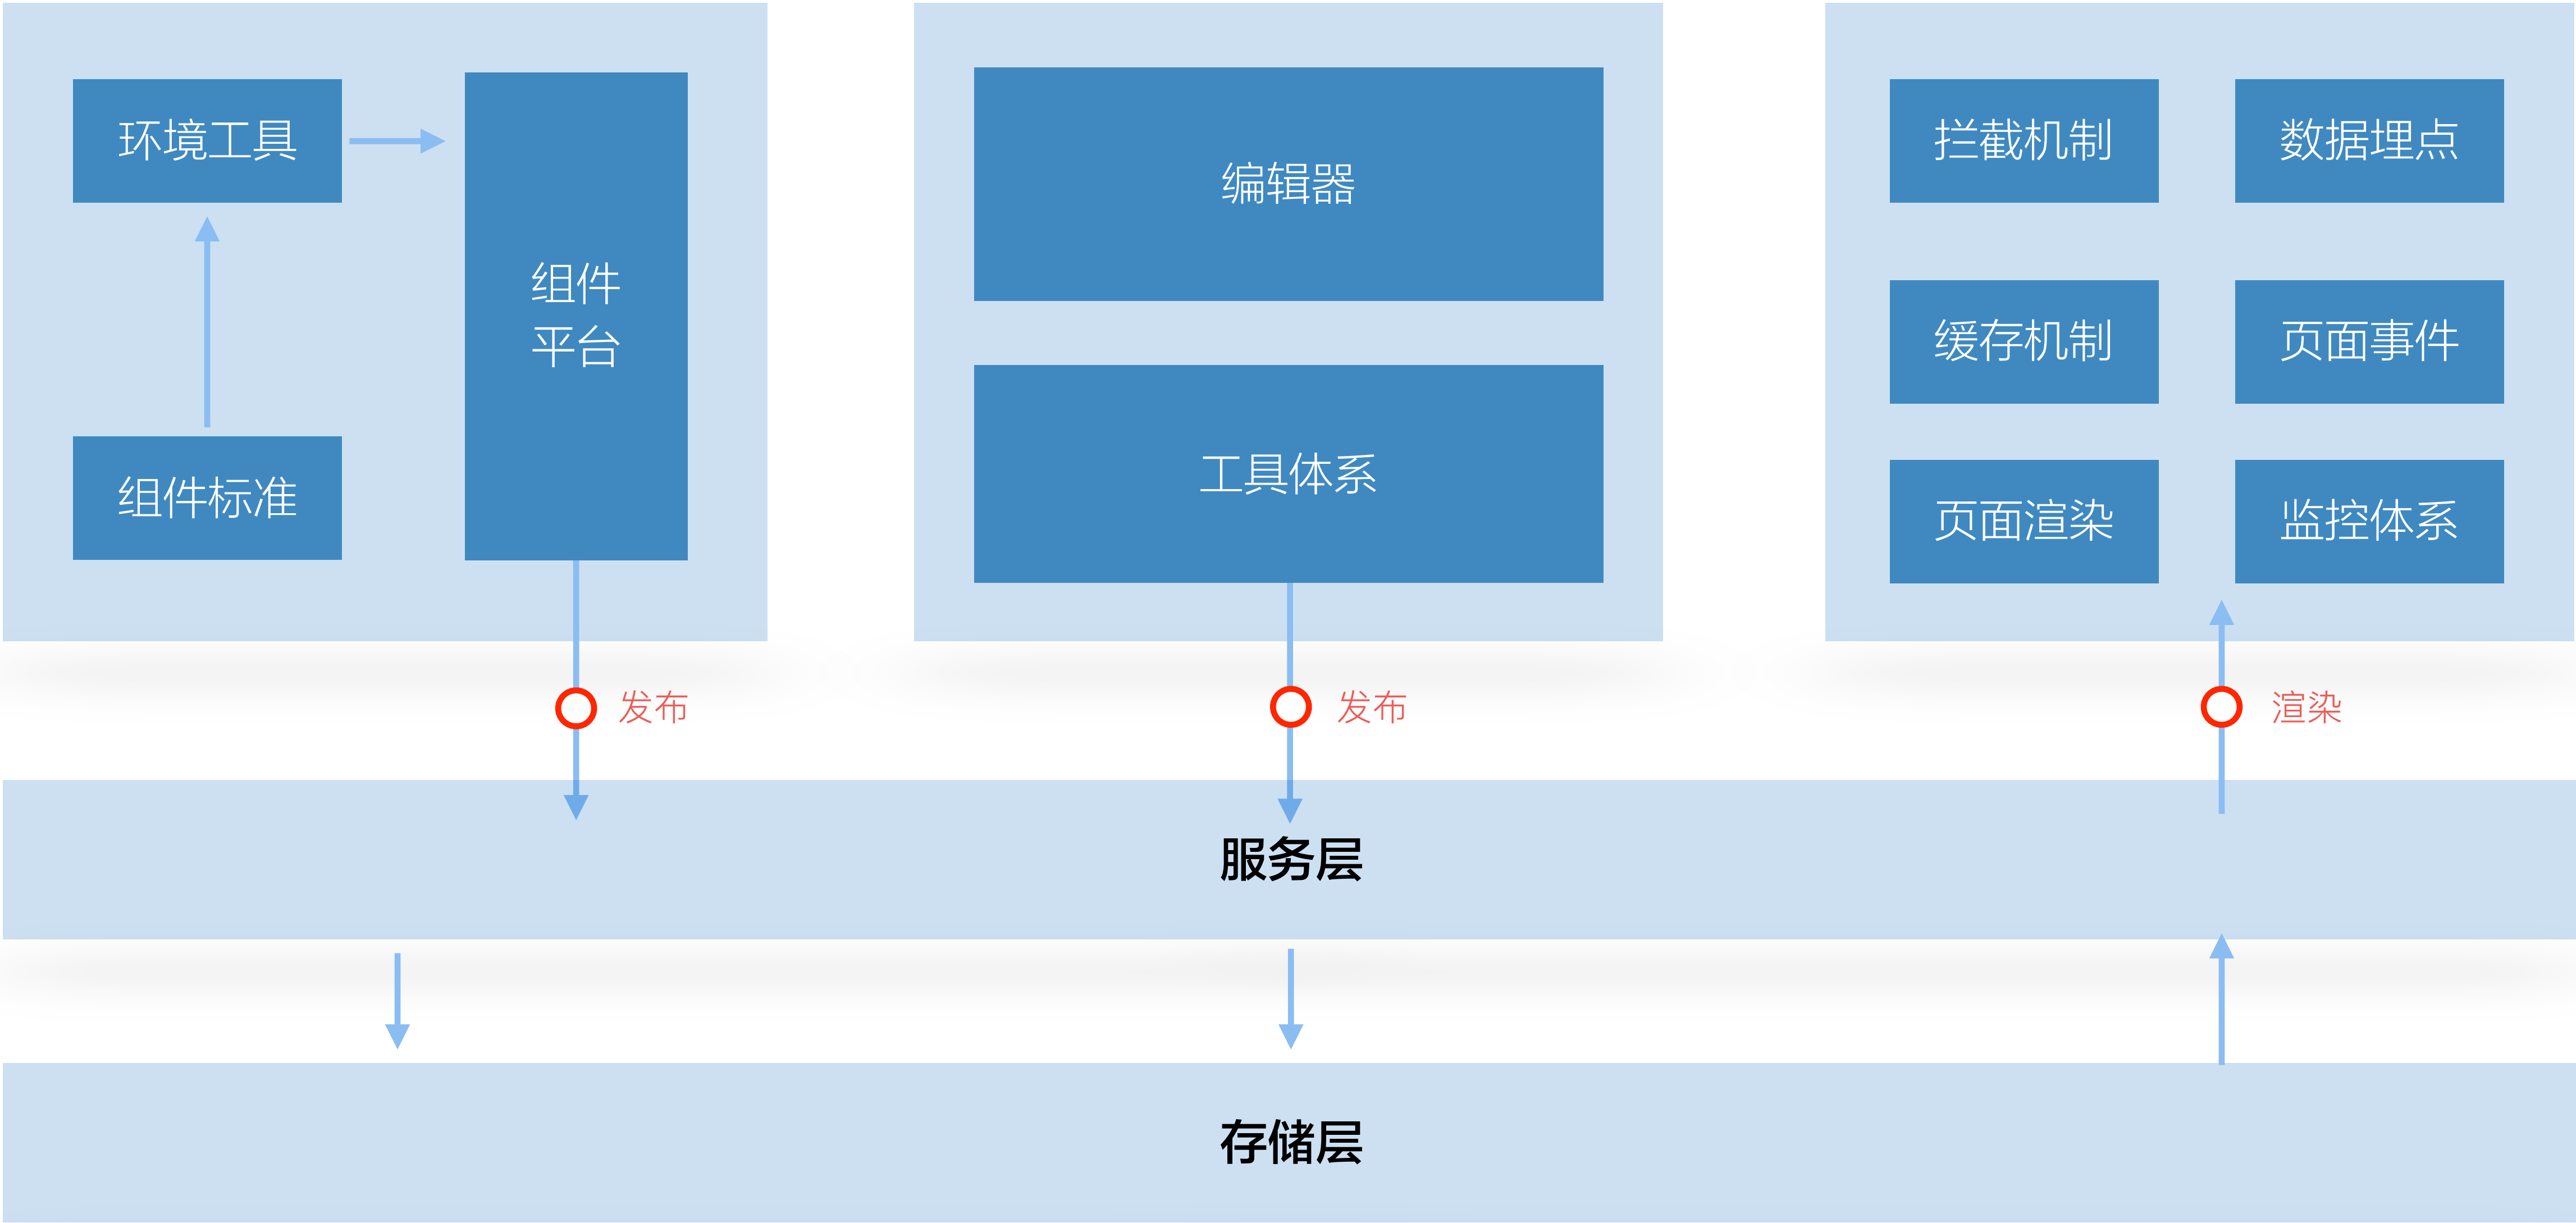 环境工具
组件标准
组件
平台
编辑器
工具体系
拦截机制
数据埋点
缓存机制
页面事件
页面渲染
监控体系
发布
发布
渲染
服务层
存储层